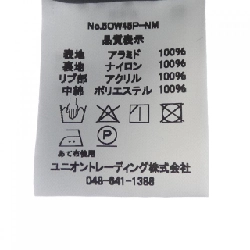 No.5OW45P-NM
品質表示
表地 アラミド 100%
裏地 ナイロン 100%
リブ部 アクリル 100%
中綿 ポリエステル 100%
P
あて布使用
ユニオントレーディング株式会社
048-641-1386